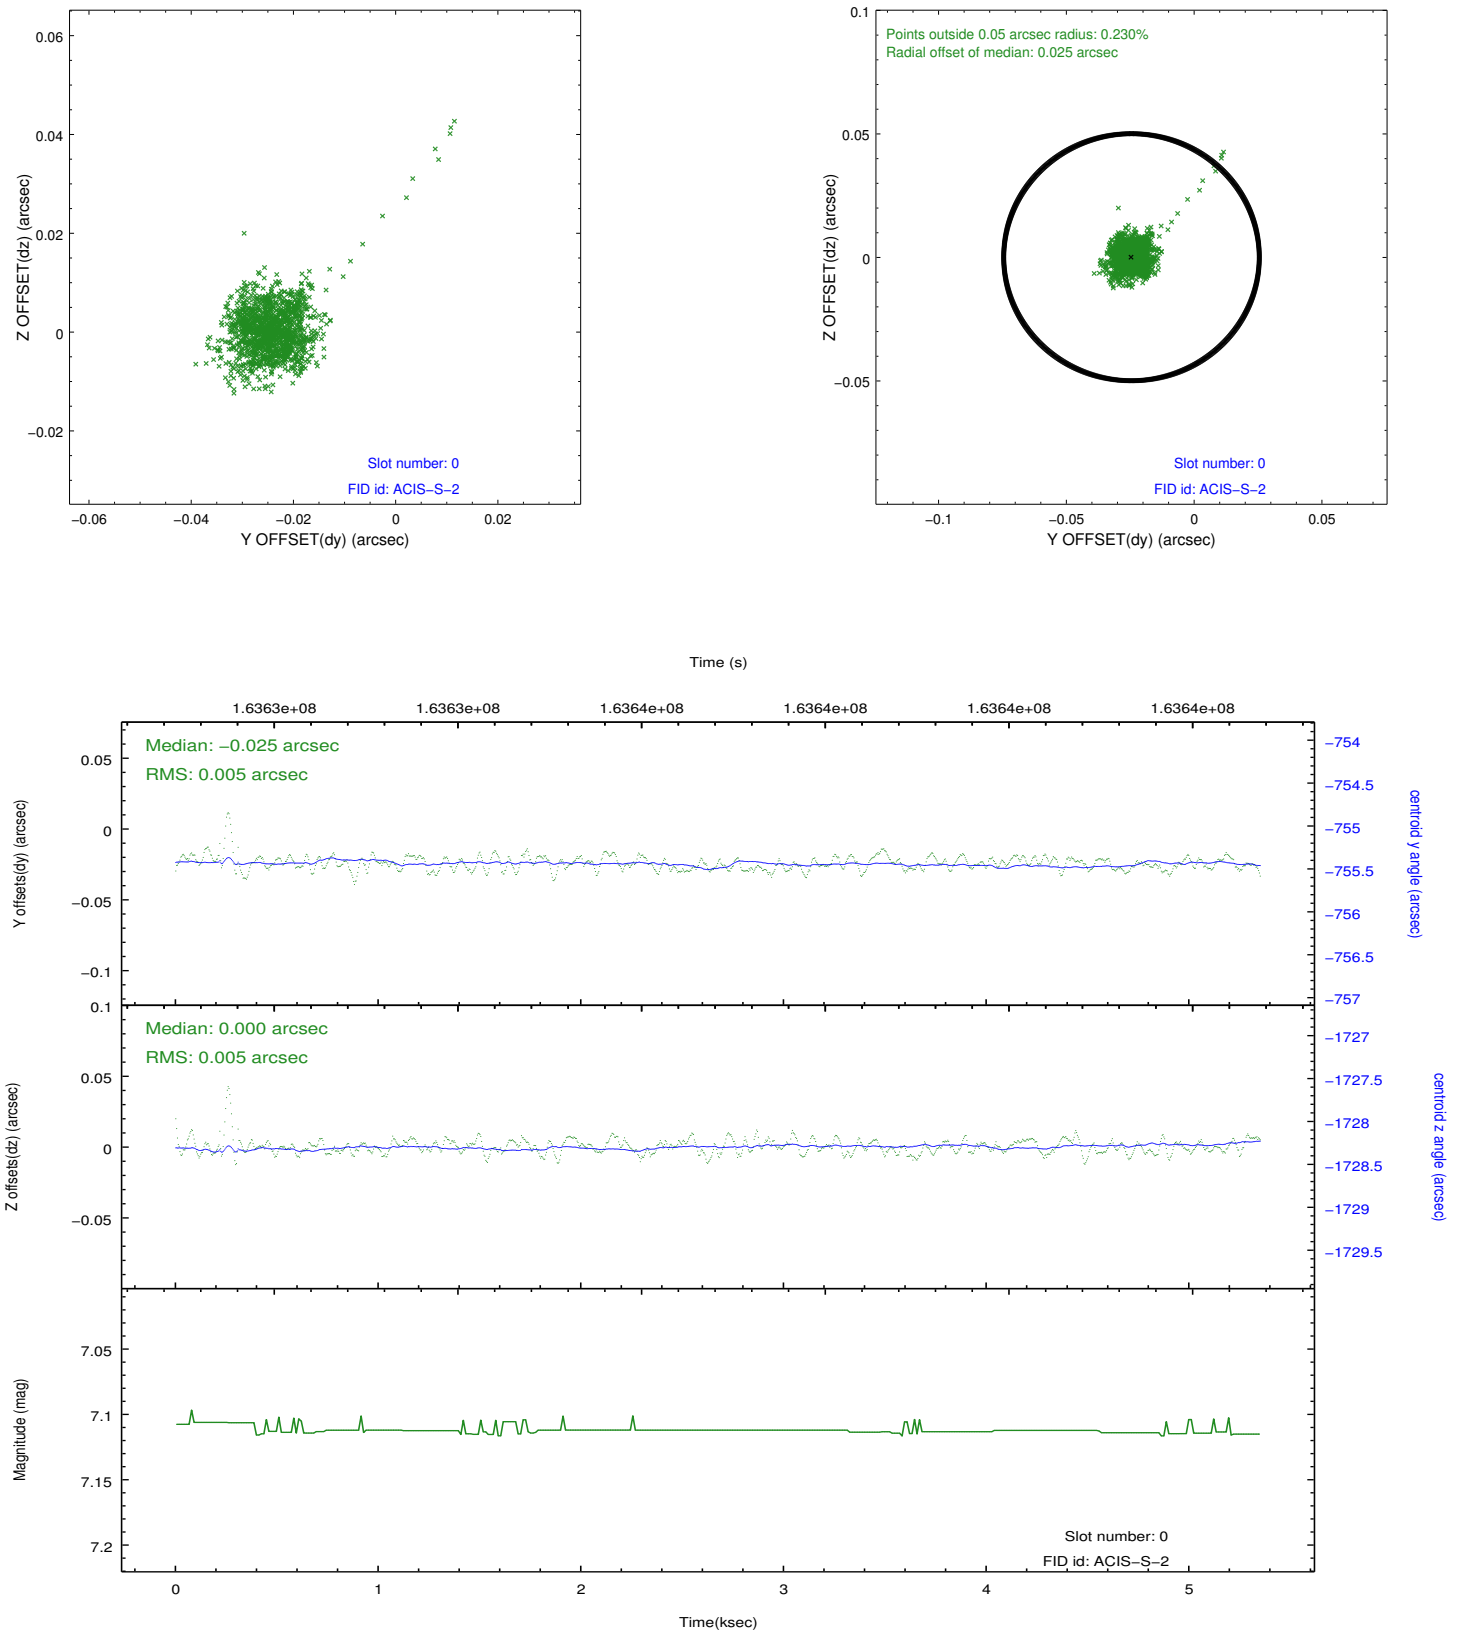 0.06
0.04
0.02
0
−0.02
Z OFFSET(dz) (arcsec)
Slot number: 0
FID id: ACIS−S−2
−0.06
−0.04
−0.02
0
0.02
Y OFFSET(dy) (arcsec)
0.1
0.05
0
−0.05
Z OFFSET(dz) (arcsec)
Points outside 0.05 arcsec radius: 0.230%
Radial offset of median: 0.025 arcsec
Slot number: 0
FID id: ACIS−S−2
−0.1
−0.05
0
0.05
Y OFFSET(dy) (arcsec)
Time (s)
1.6363e+08
1.6363e+08
1.6364e+08
1.6364e+08
1.6364e+08
1.6364e+08
Median: −0.025 arcsec
RMS: 0.005 arcsec
0.05
0
−0.05
−0.1
Y offsets(dy) (arcsec)
−754
−754.5
−755
−755.5
−756
−756.5
−757
centroid y angle (arcsec)
Median: 0.000 arcsec
RMS: 0.005 arcsec
0.1
0.05
0
−0.05
Z offsets(dz) (arcsec)
−1727
−1727.5
−1728
−1728.5
−1729
−1729.5
centroid z angle (arcsec)
7.05
7.1
7.15
7.2
Magnitude (mag)
Slot number: 0
FID id: ACIS−S−2
0
1
2
3
4
5
Time(ksec)